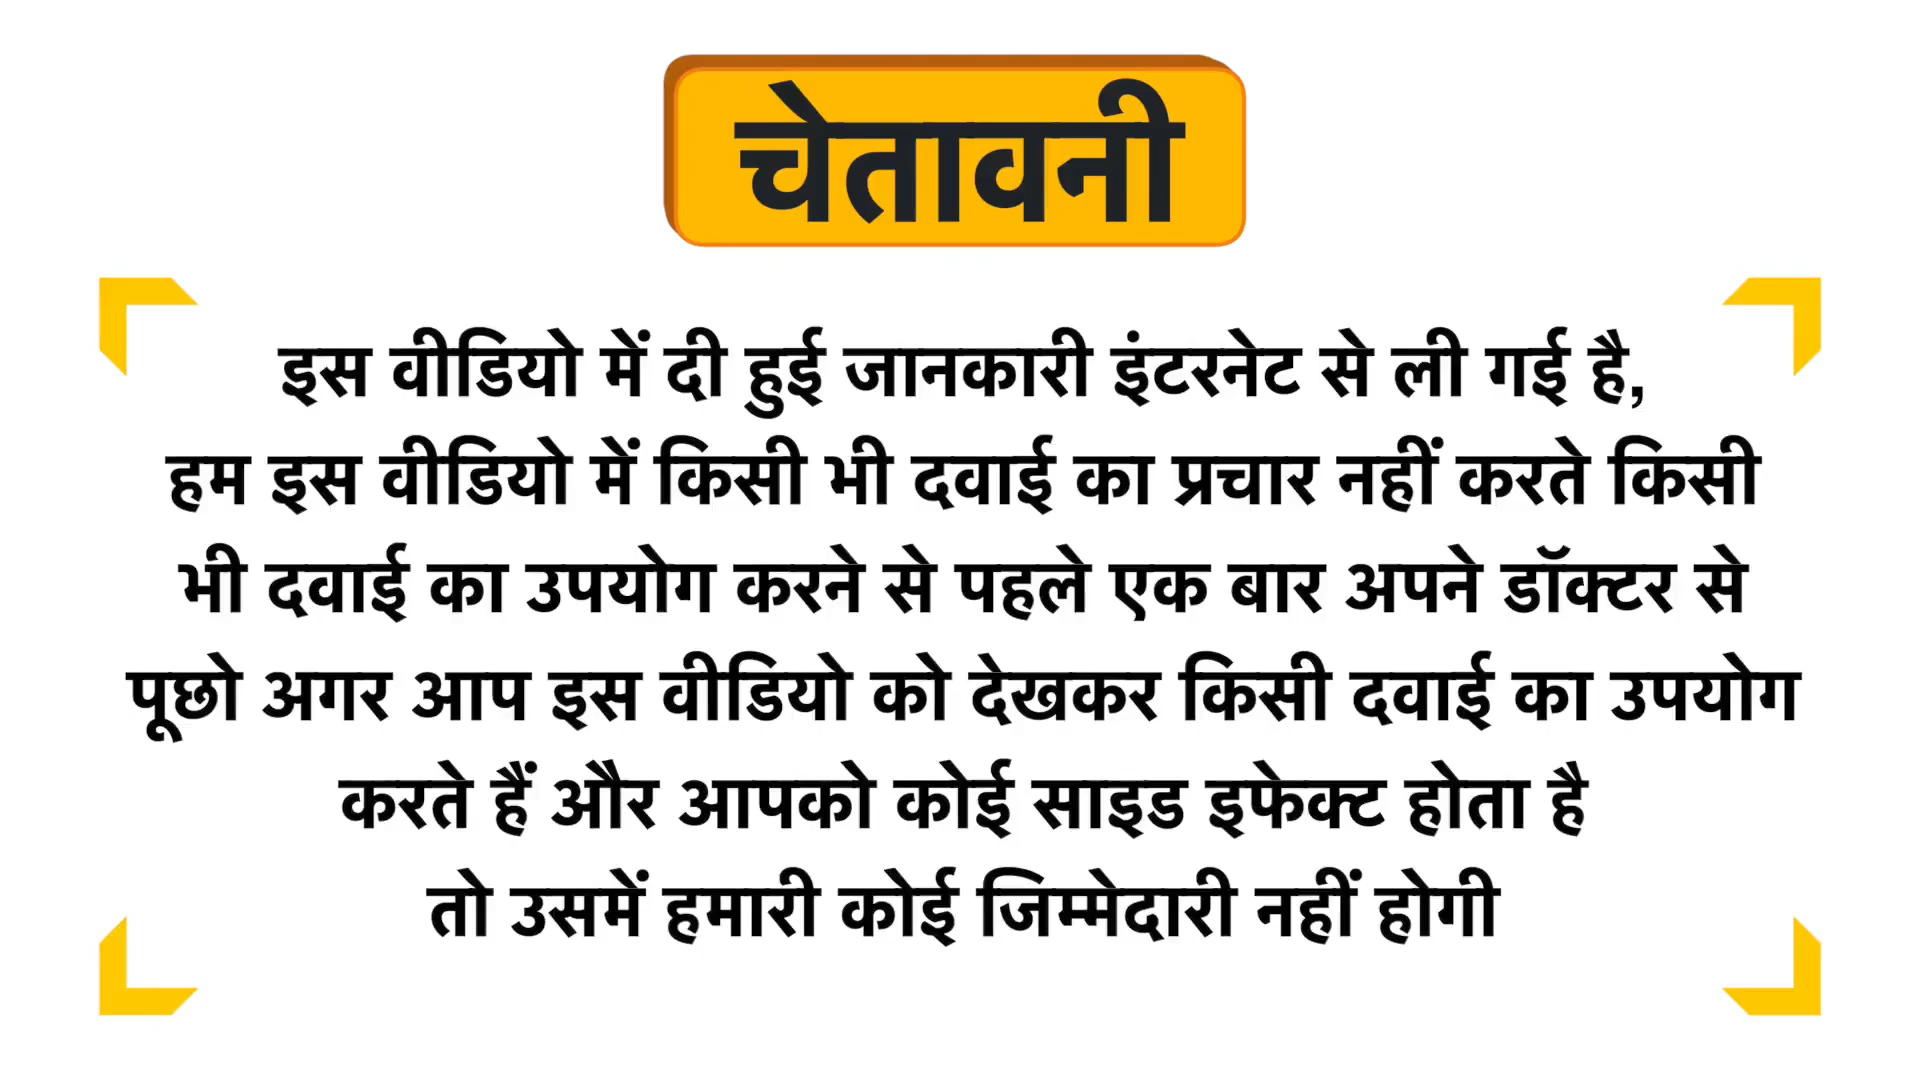 चेतावनी
इस वीडियो में दी हुई जानकारी इंटरनेट से ली गई है,
हम इस वीडियो में किसी भी दवाई का प्रचार नहीं करते किसी
भी दवाई का उपयोग करने से पहले एक बार अपने डॉक्टर से
पूछो अगर आप इस वीडियो को देखकर किसी दवाई का उपयोग
करते हैं और आपको कोई साइड इफेक्ट होता है
तो उसमें हमारी कोई जिम्मेदारी नहीं होगी